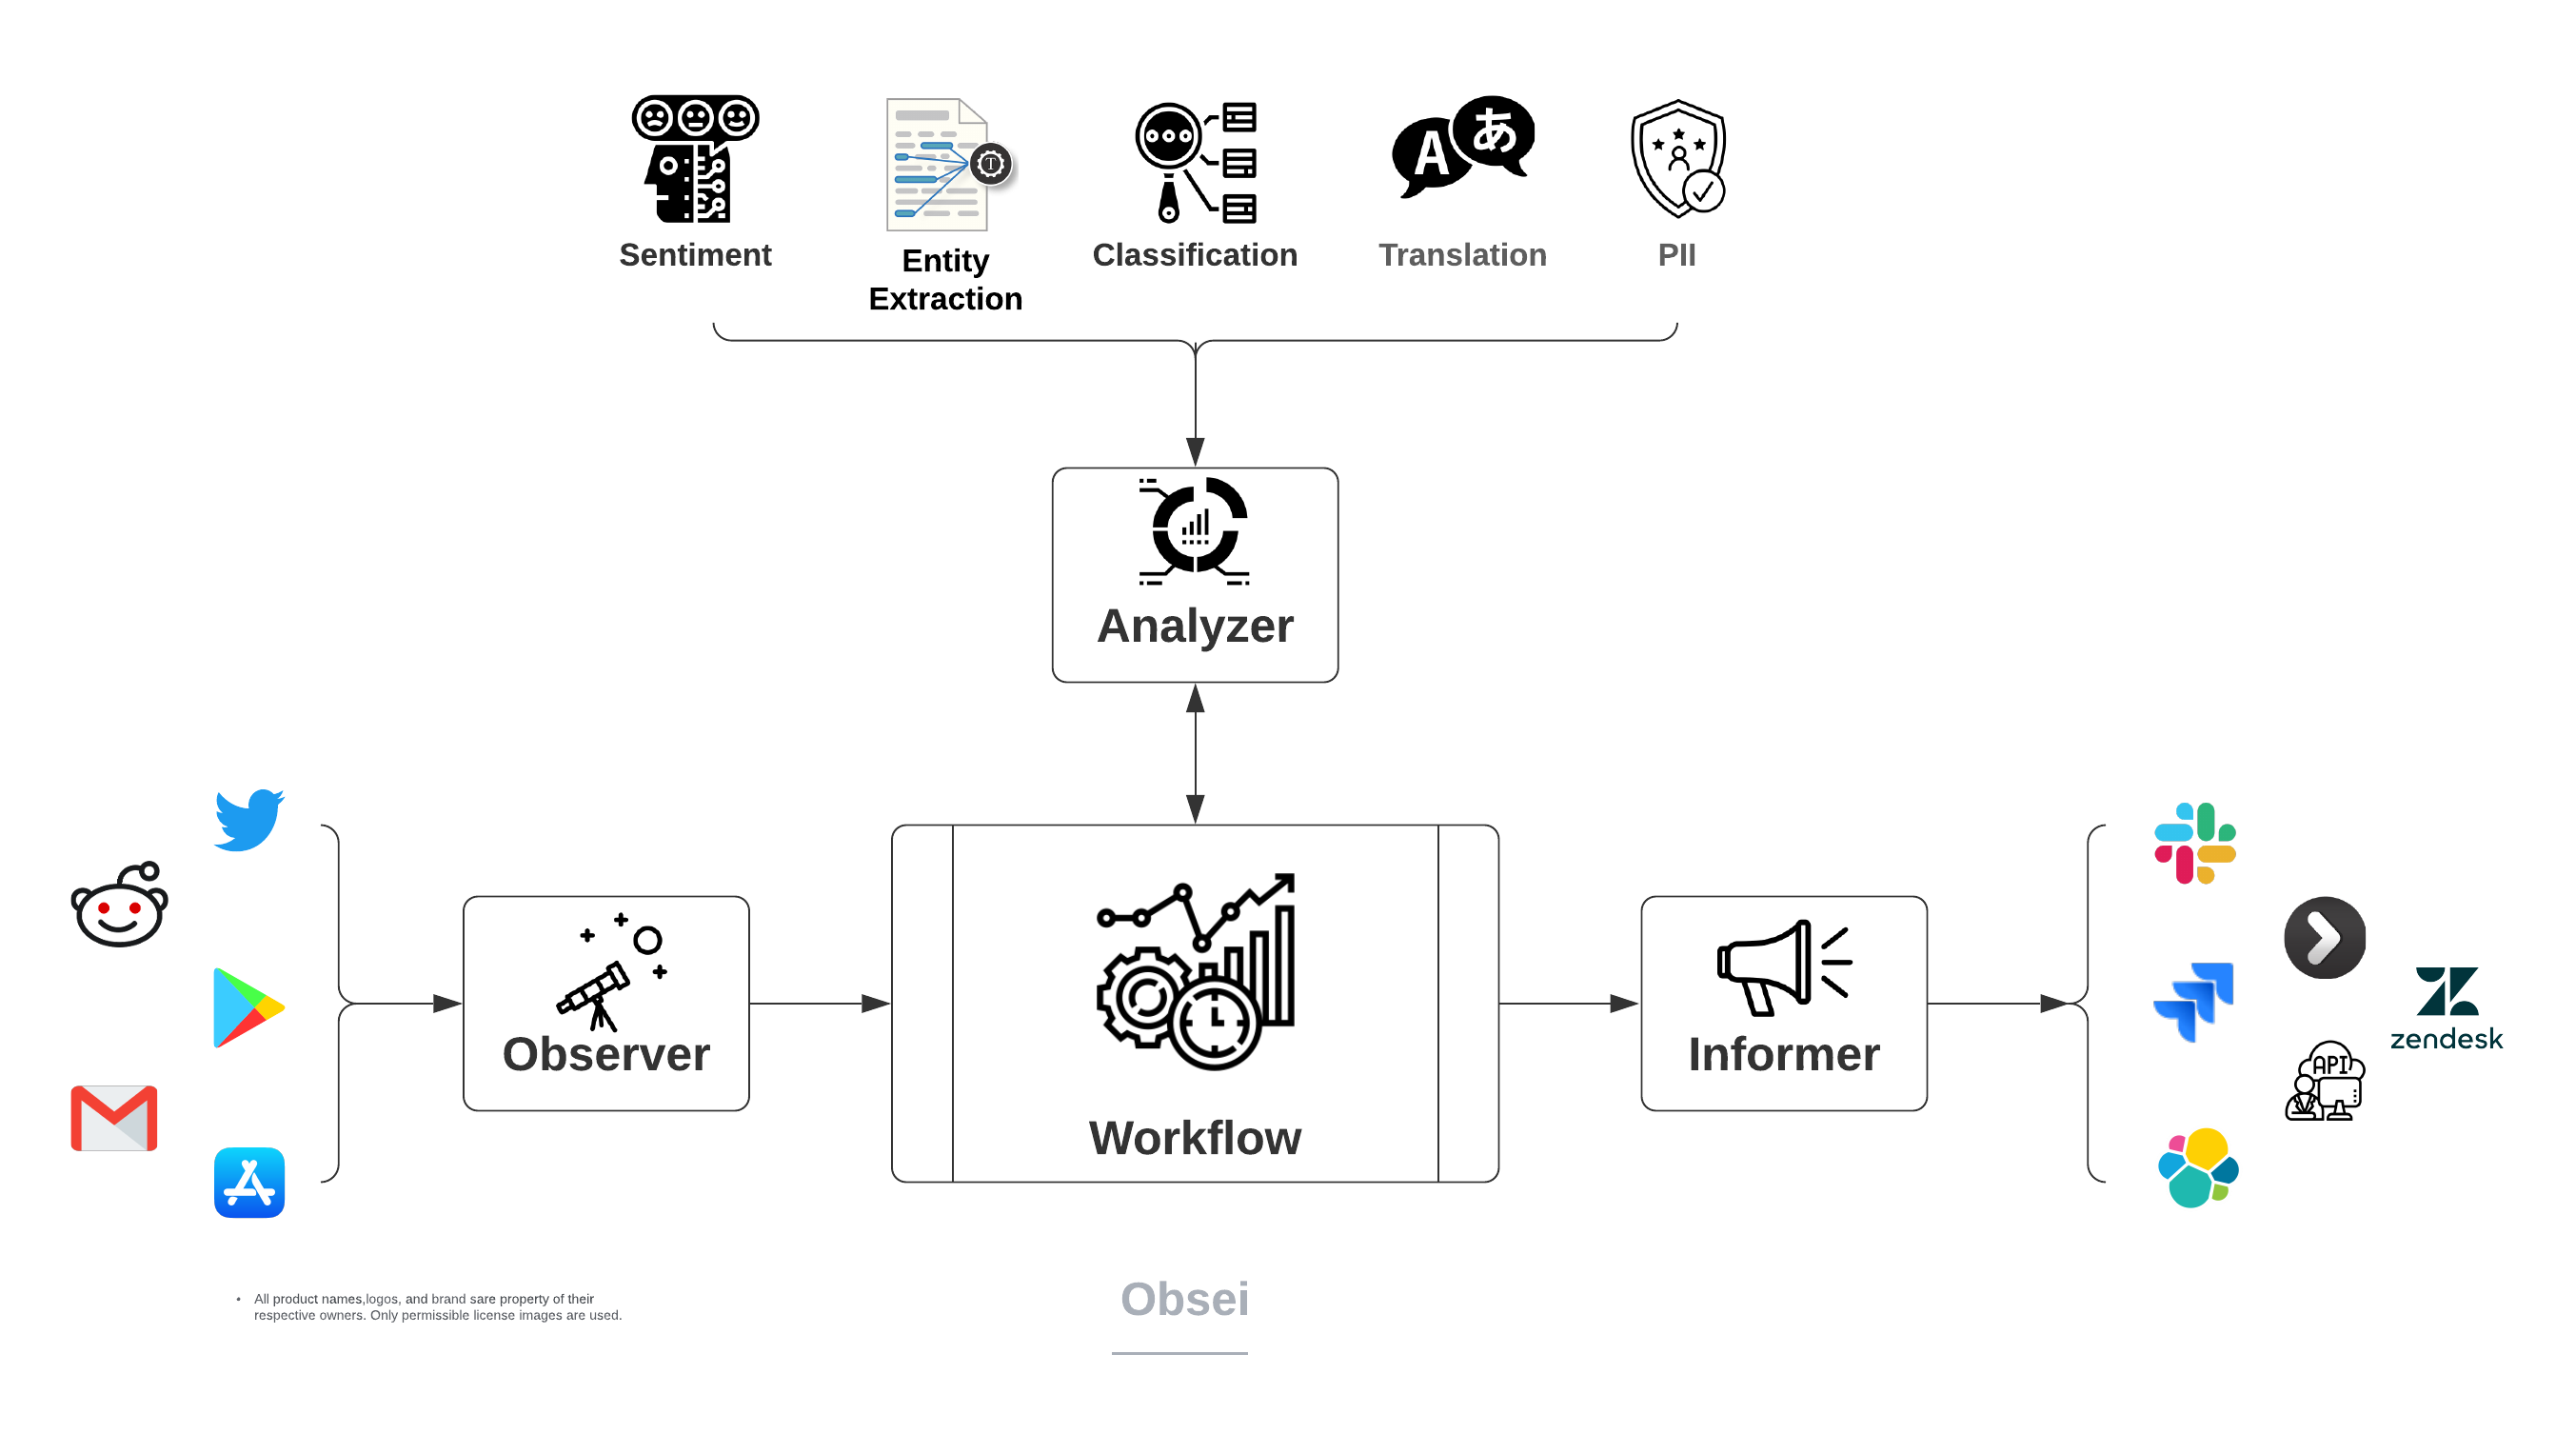 Sentiment
Entity
Extraction
Classification
A あ
Translation
PII
T
Analyzer
Observer
Workflow
Informer
zendesk
API
Obsei
• All product names,logos, and brand sare property of their
respective owners. Only permissible license images are used.